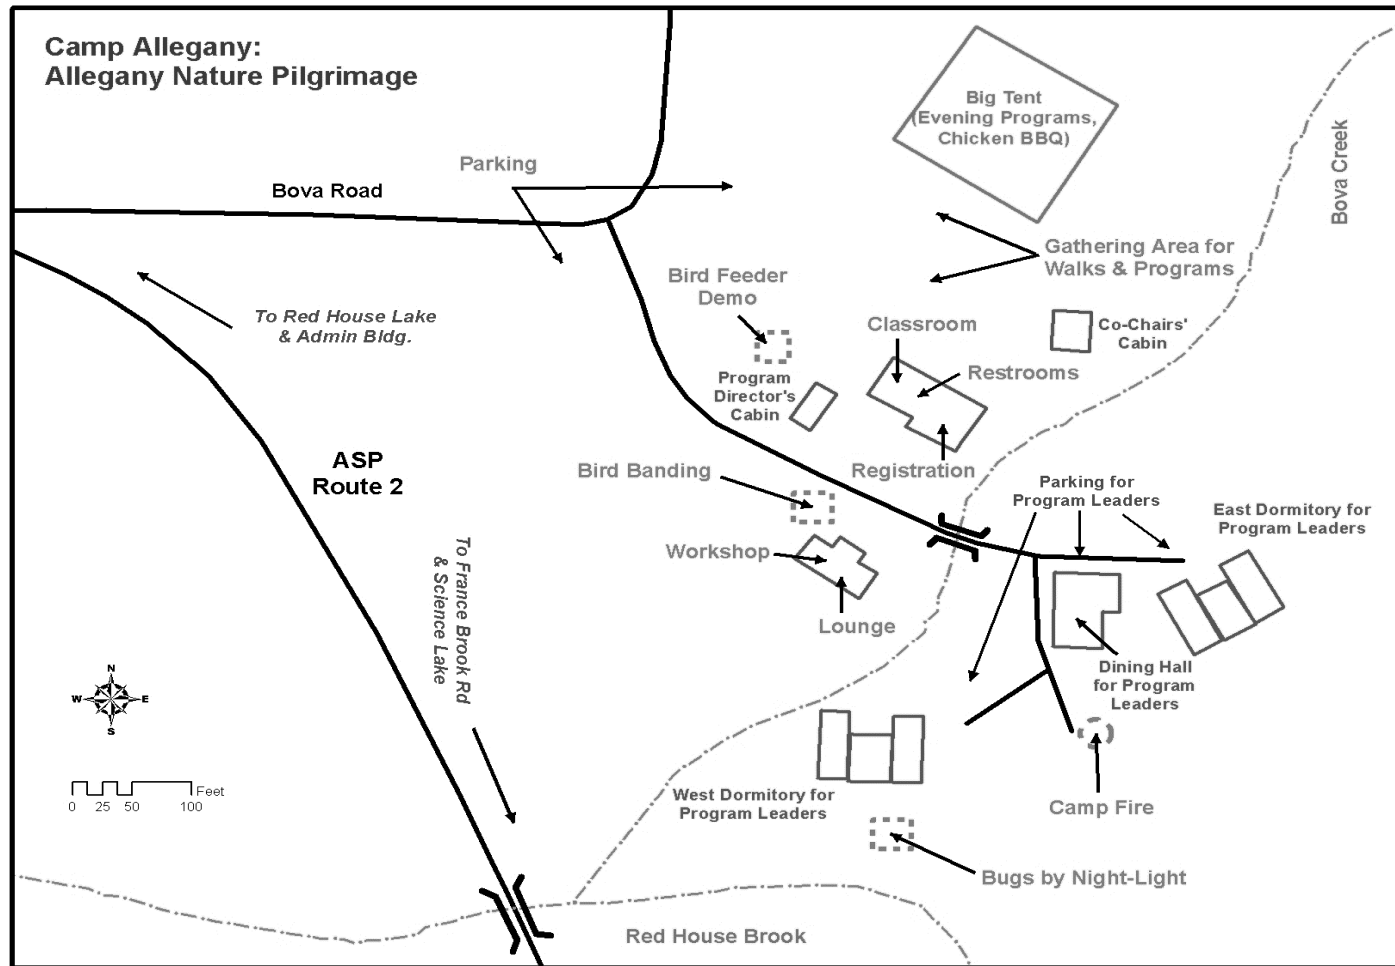 Camp Allegany:
Allegany Nature Pilgrimage
Big Tent
(Evening Programs,
Chicken BBQ)
Bova Creek
Parking
Bova Road
Gathering Area for
Walks & Programs
Bird Feeder
Demo
To Red House Lake
& Admin Bldg.
Classroom
Co-Chairs'
Cabin
Restrooms
Program
Director's
Cabin
ASP
Route 2
Bird Banding
Registration
Parking for
Program Leaders
East Dormitory for
Program Leaders
To France Brook Rd
& Science Lake
Workshop
Lounge
Dining Hall
for Program
Leaders
N
W
E
S
Feet
0 25 50 100
West Dormitory for
Program Leaders
Camp Fire
Bugs by Night-Light
Red House Brook